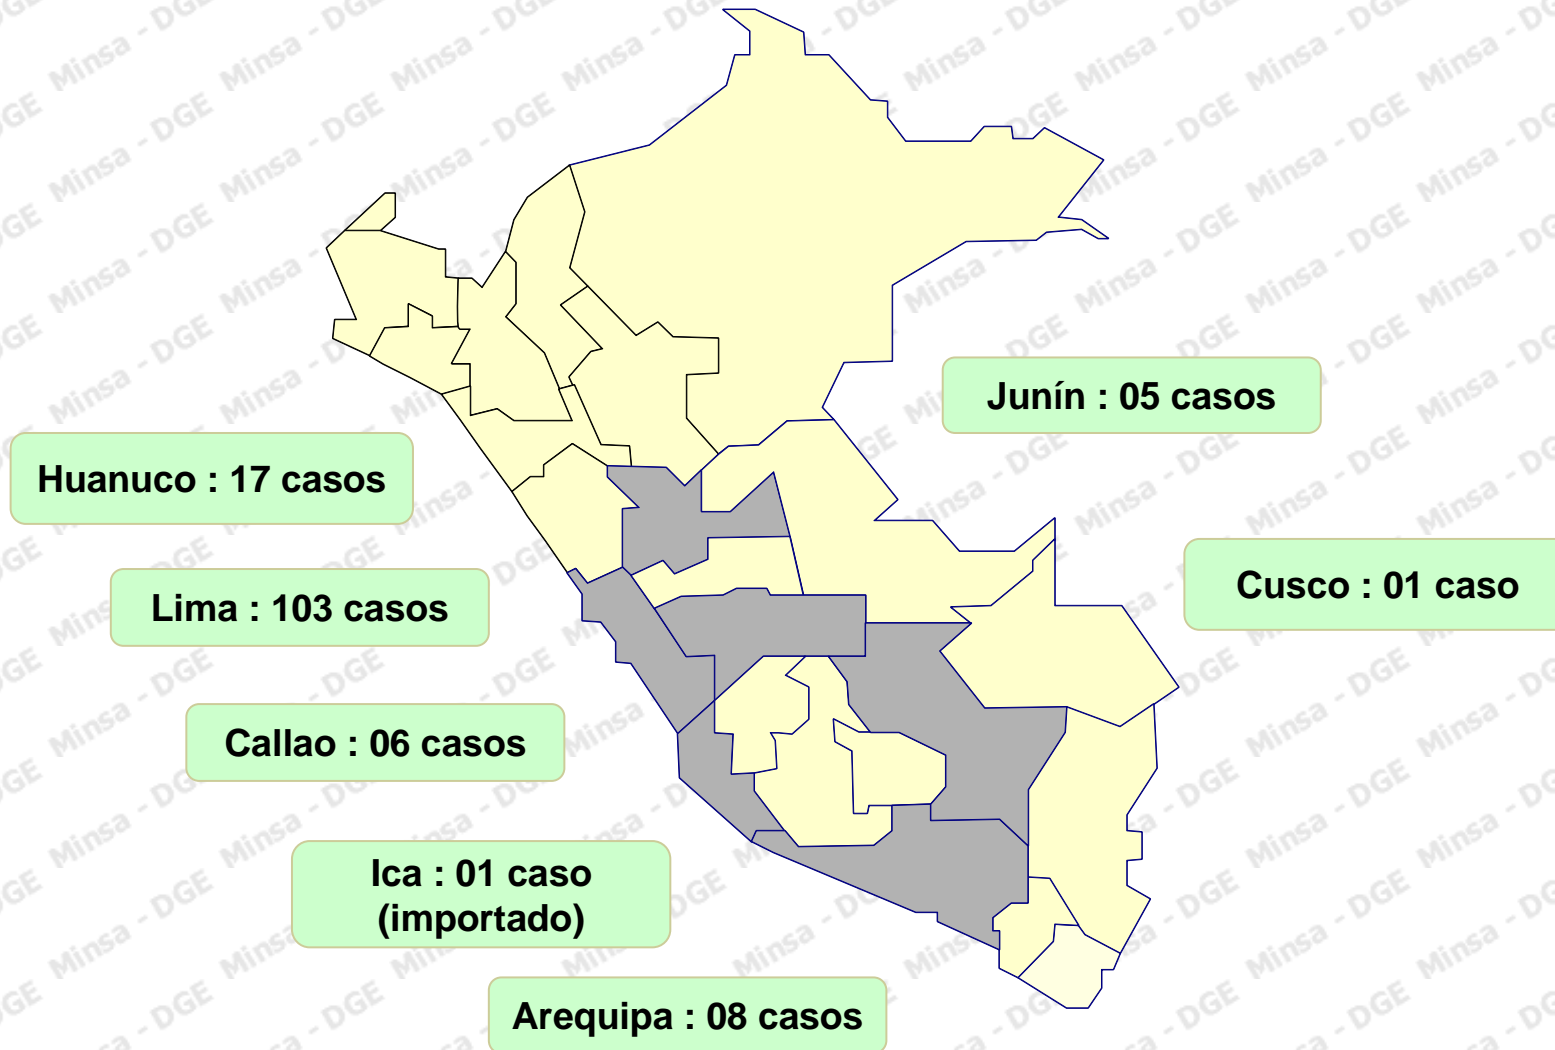 Junín : 05 casos
Huanuco : 17 casos
Cusco : 01 caso
Lima : 103 casos
Callao : 06 casos
Ica : 01 caso
(importado)
Arequipa : 08 casos
Minsa - DGE